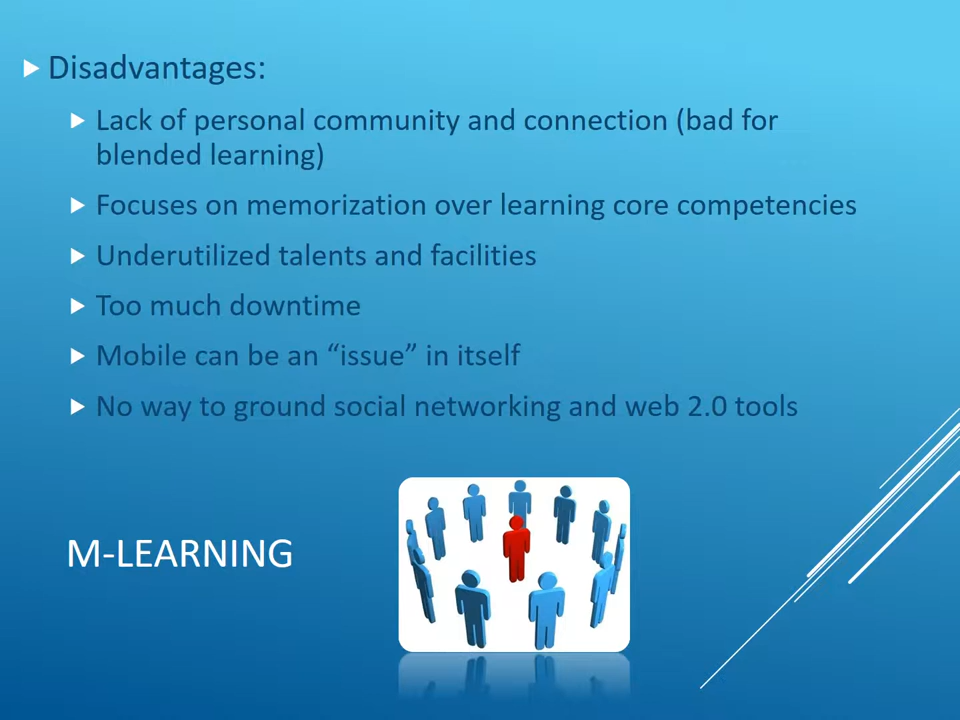 Disadvantages:
Lack of personal community and connection (bad for
blended learning)
Focuses on memorization over learning core competencies
Underutilized talents and facilities
Too much downtime
Mobile can be an “issue” in itself
No way to ground social networking and web 2.0 tools
M-LEARNING